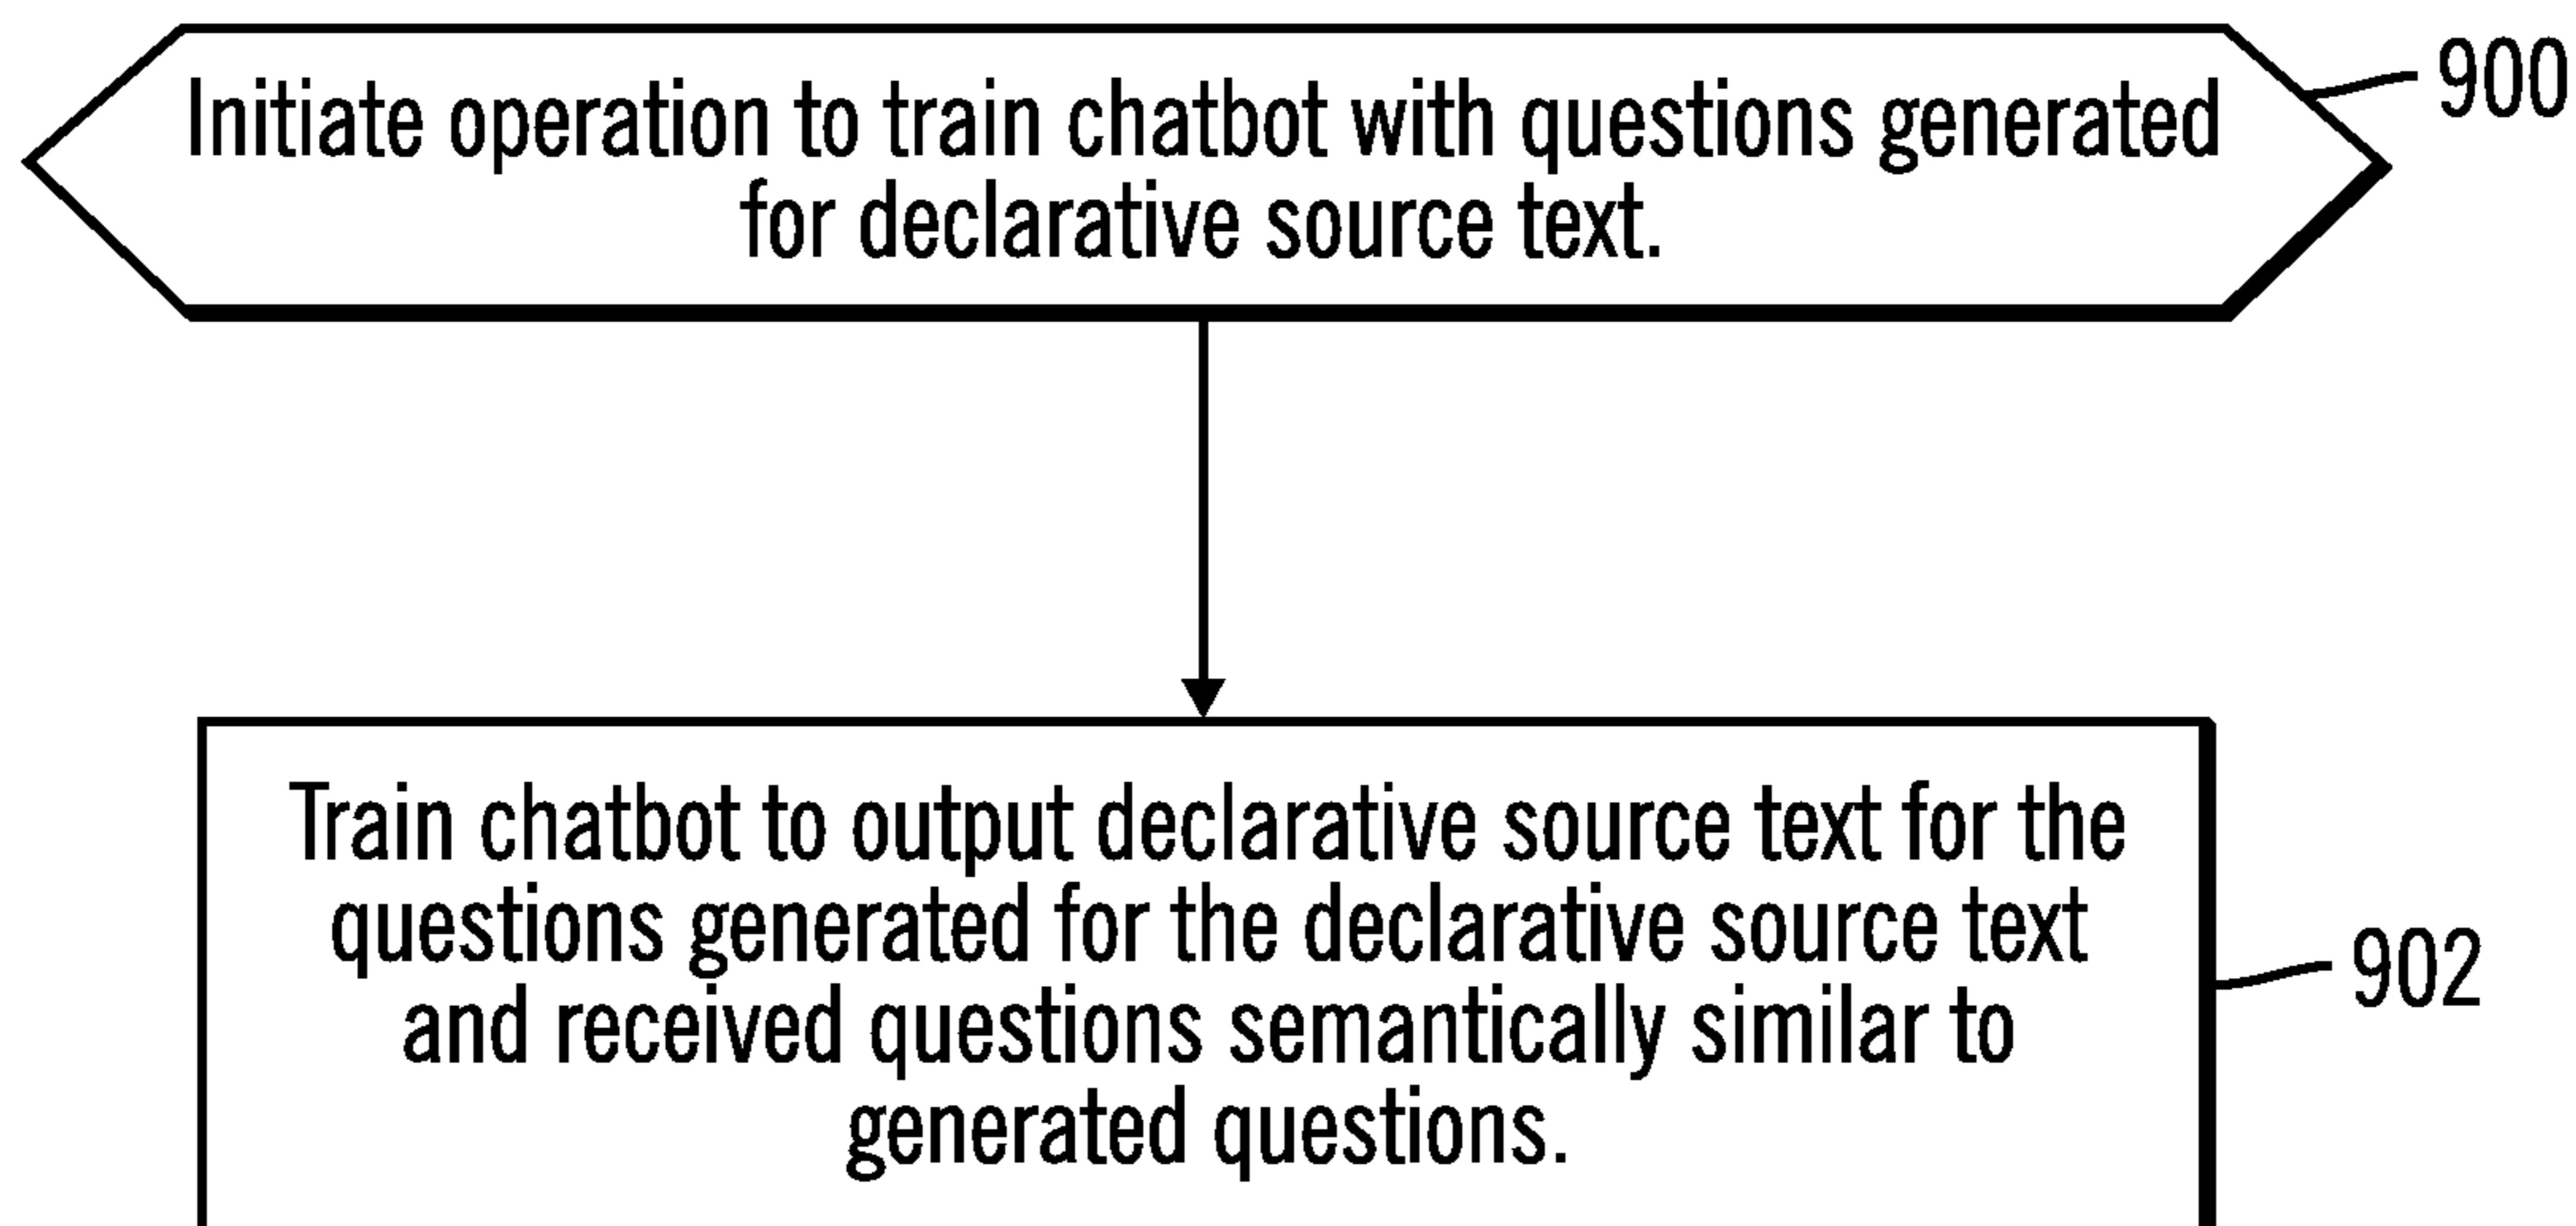 Initiate operation to train chatbot with questions generated
for declarative source text.
900
Train chatbot to output declarative source text for the
questions generated for the declarative source text
and received questions semantically similar to
generated questions.
902